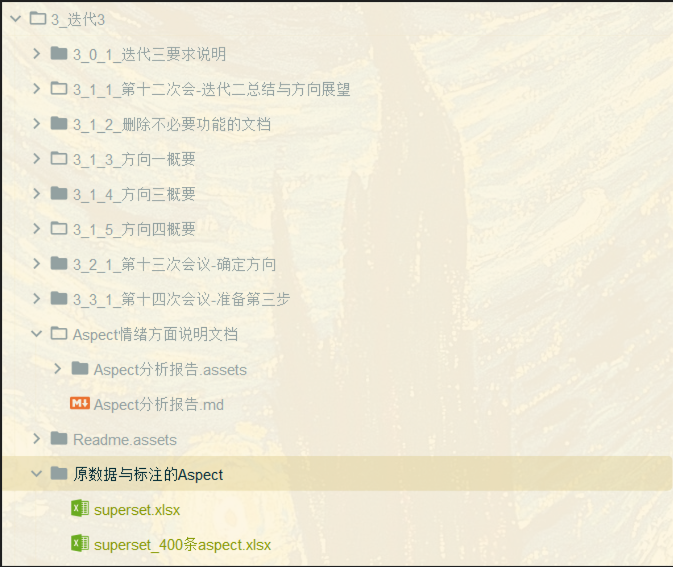 3_迭代3
3_0_1_迭代三要求说明
3_1_1_第十二次会-迭代二总结与方向展望
3_1_2_删除不必要功能的文档
3_1_3_方向一概要
3_1_4_方向三概要
3_1_5_方向四概要
3_2_1_第十三次会议-确定方向
3_3_1_第十四次会议-准备第三步
Aspect情绪方面说明文档
Aspect分析报告.assets
M↓ Aspect分析报告.md
Readme.assets
原数据与标注的Aspect
superset.xlsx
superset_400条aspect.xlsx